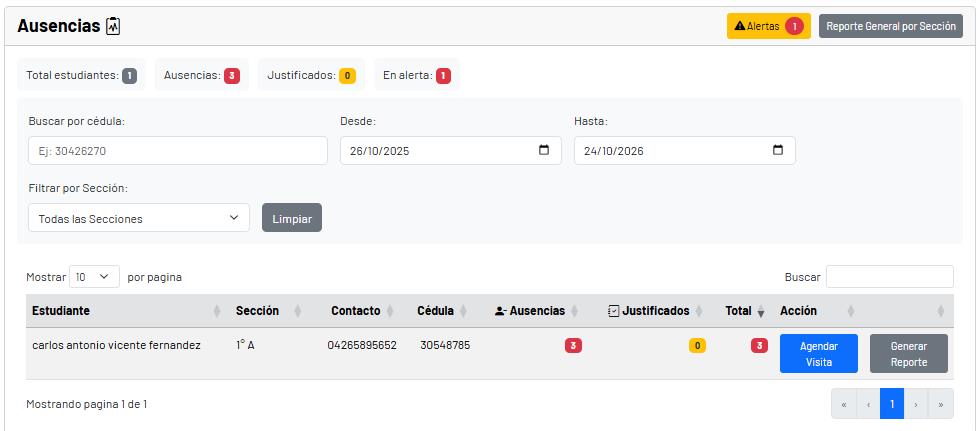 Ausencias
Alertas 1 Reporte General por Sección
Total estudiantes: 1 Ausencias: 3 Justificados: 0 En alerta: 1
Buscar por cédula: Desde: Hasta:
Ej: 30426270 26/10/2025 24/10/2026
Filtrar por Sección:
Todas las Secciones Limpiar
Mostrar 10 por pagina Buscar
Estudiante Sección Contacto Cédula Ausencias Justificados Total Acción
carlos antonio vicente fernandez 1° A 04265895652 30548785 3 0 3 Agendar Generar
Visita Reporte
Mostrando pagina 1 de 1 « ‹ 1 › »